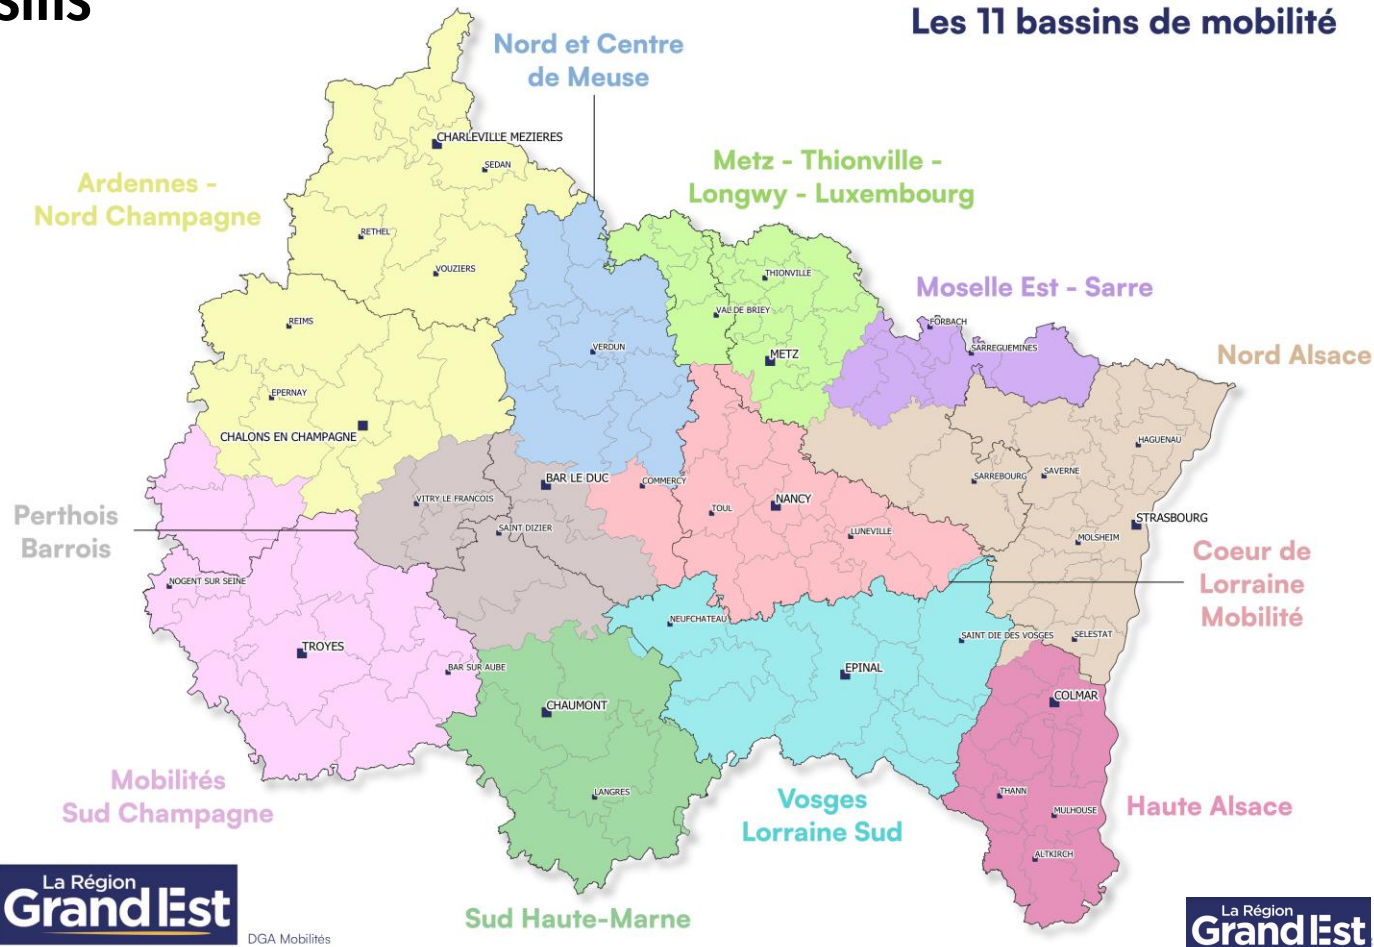 Les 11 bassins de mobilité
Nord et Centre
de Meuse
CHARLEVILLE MEZIERES
SEDAN
Metz - Thionville -
Longwy - Luxembourg
Ardennes -
Nord Champagne
RETHEL
VOUZIERS
THIONVILLE
Moselle Est - Sarre
REIMS
VAL DE BRIEY
FORBACH
VERDUN
METZ
SARREGUEMINES
Nord Alsace
EPERNAY
CHALONS EN CHAMPAGNE
HAGUENAU
BAR LE DUC
COMMERCY
SARREBOURG
SAVERNE
VITRY LE FRANCOIS
NANCY
TOUL
STRASBOURG
Perthois
Barrois
SAINT DIZIER
LUNEVILLE
MOLSHEIM
Coeur de
Lorraine
Mobilité
NOGENT SUR SEINE
NEUFCHATEAU
SAINT DIE DES VOSGES
SELESTAT
TROYES
BAR SUR AUBE
EPINAL
CHAUMONT
COLMAR
Mobilités
Sud Champagne
LANGRES
Vosges
Lorraine Sud
THANN
MULHOUSE
Haute Alsace
ALTKIRCH
La Région
Grand Est
DGA Mobilités
Sud Haute-Marne
La Région
Grand Est